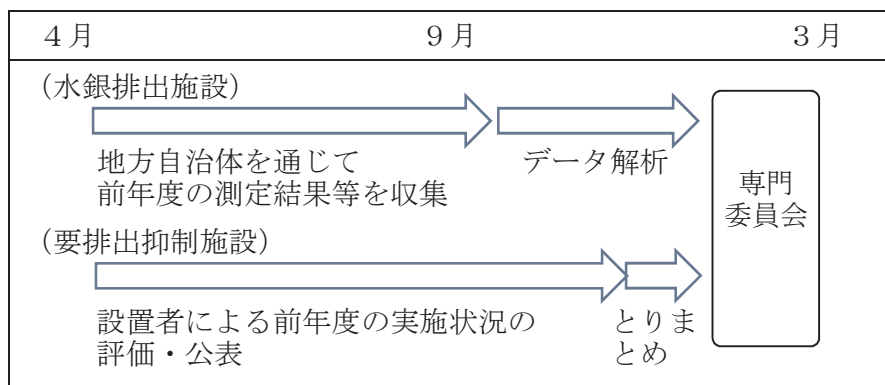 ４月 ９月 ３月
（水銀排出施設）
地方自治体を通じて
前年度の測定結果等を収集
データ解析
専門
委員会
（要排出抑制施設）
設置者による前年度の実施状況の
評価・公表
とりま
とめ